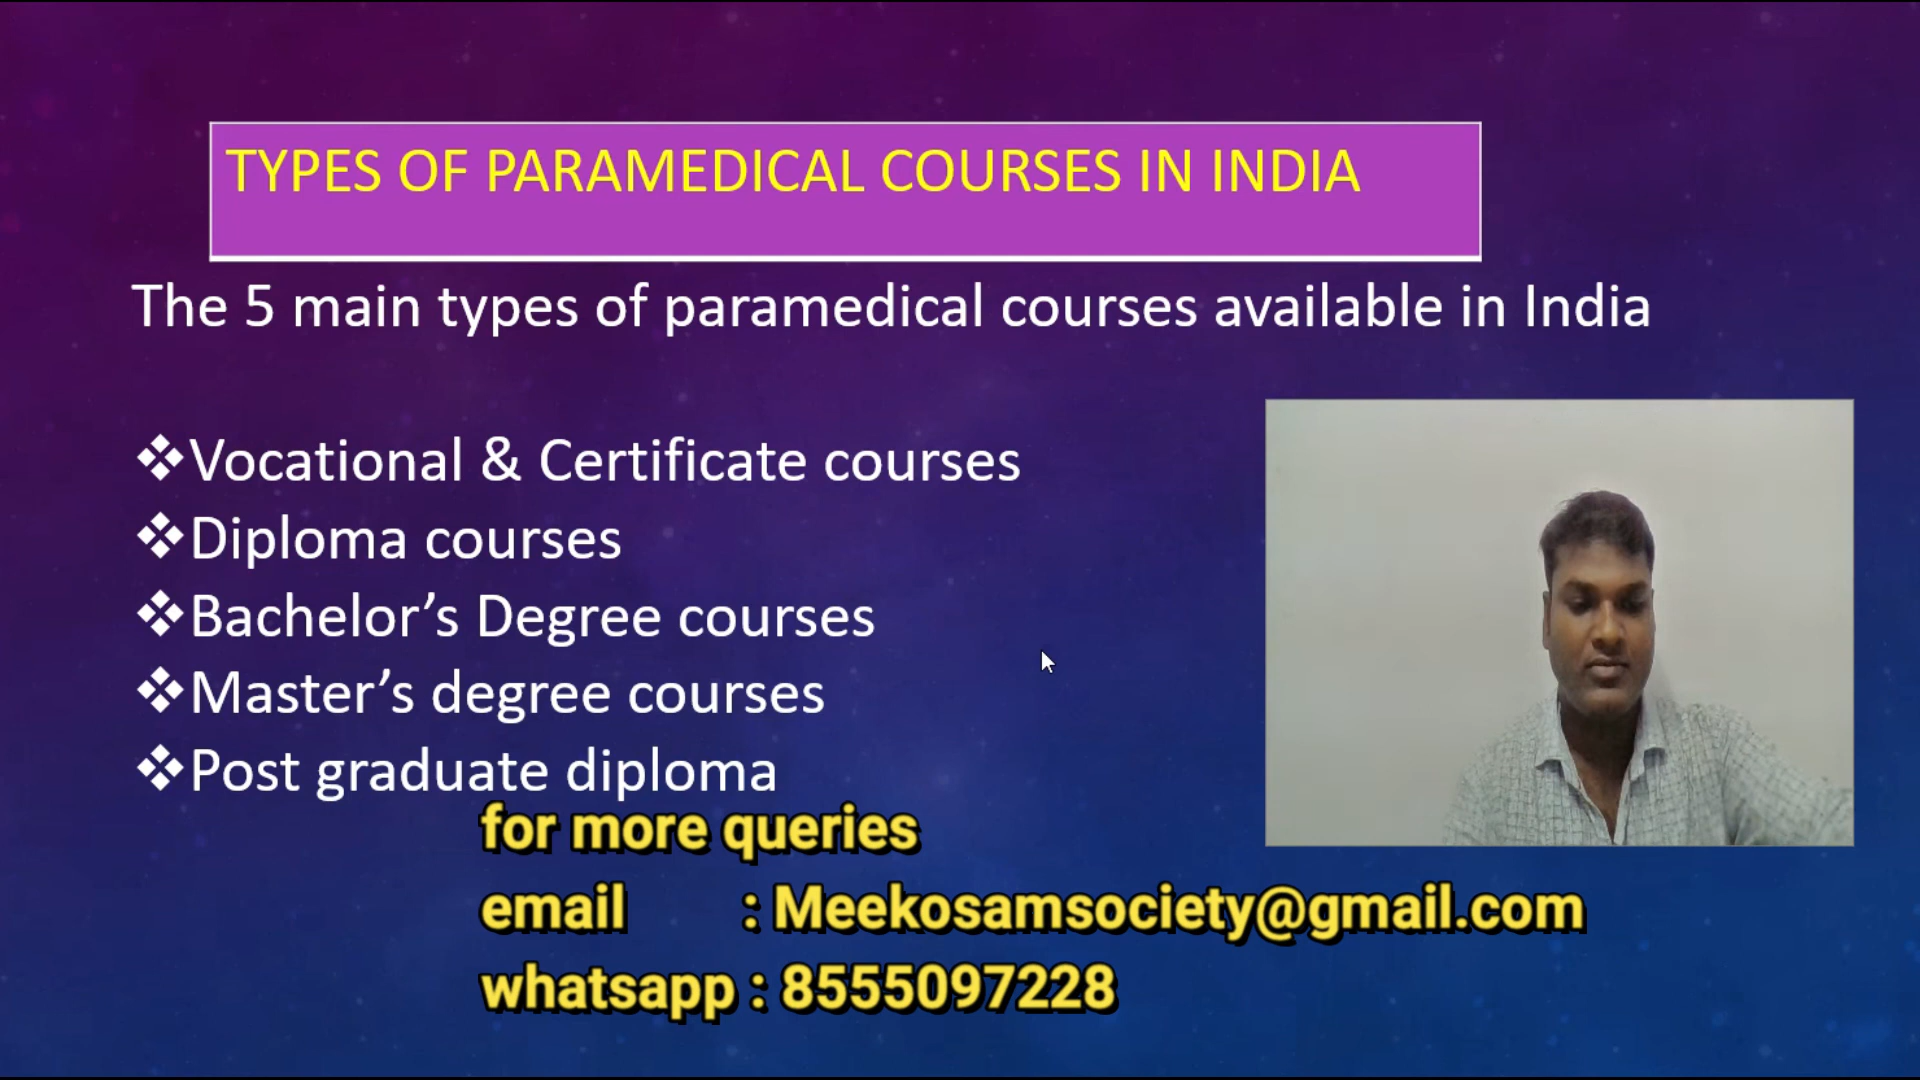 TYPES OF PARAMEDICAL COURSES IN INDIA
The 5 main types of paramedical courses available in India
❖Vocational & Certificate courses
❖Diploma courses
❖Bachelor’s Degree courses
❖Master’s degree courses
❖Post graduate diploma
for more queries
email : Meekosamsociety@gmail.com
whatsapp : 8555097228